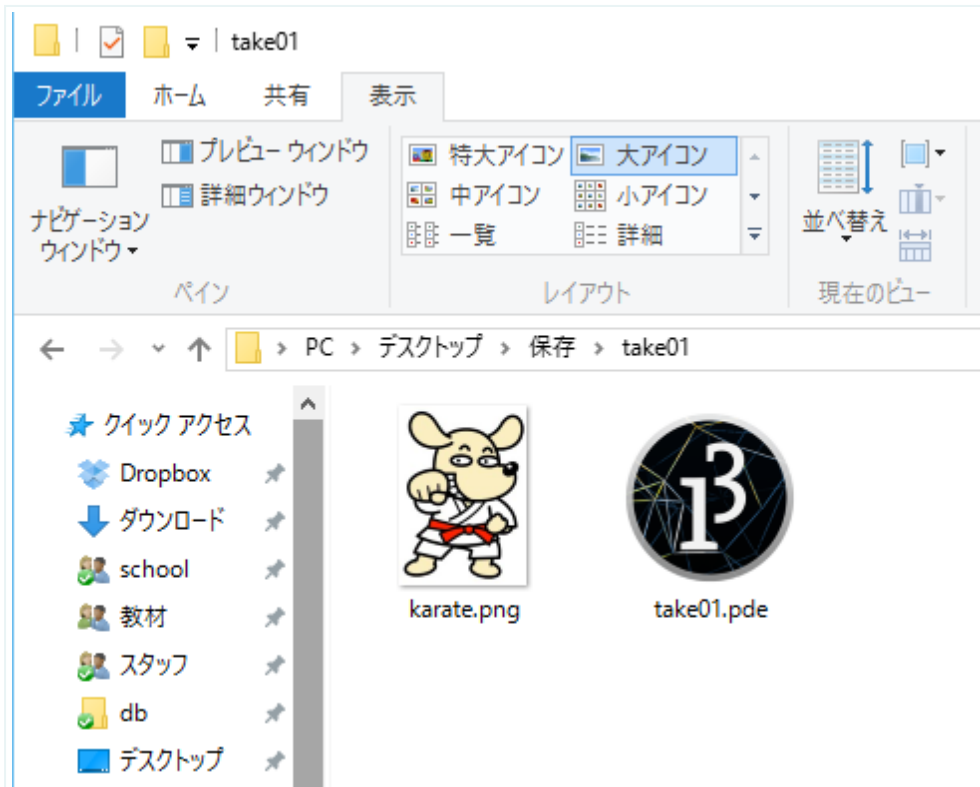 take01
ファイル ホーム 共有 表示
ナビゲーション
ウィンドウ
プレビュー ウィンドウ
詳細ウィンドウ
ペイン
特大アイコン 大アイコン
中アイコン 小アイコン
一覧 詳細
レイアウト
並べ替え
現在のビュー
PC > デスクトップ > 保存 > take01
クイック アクセス
Dropbox
ダウンロード
school
教材
スタッフ
db
デスクトップ
karate.png
13
take01.pde